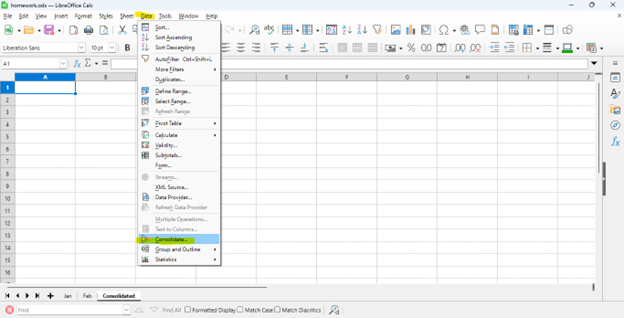 homework.ods — LibreOffice Calc
File Edit View Insert Format Styles Sheet Data Tools Window Help
Liberation Sans 10 pt B % 0.0
A1 fx Σ =
A B D E F G H I J
Sort...
Sort Ascending
Sort Descending
AutoFilter Ctrl+Shift+L
More Filters
Duplicates...
Define Range...
Select Range...
Refresh Range
Pivot Table
Calculate
Validity...
Subtotals...
Form...
Streams...
XML Source...
Data Provider...
Refresh Data Provider
Multiple Operations...
Text to Columns...
Consolidate...
Group and Outline
Statistics
1
2
3
4
5
6
7
8
9
10
11
12
13
14
15
16
Jan Feb Consolidated
Find Find All Formatted Display Match Case Match Diacritics